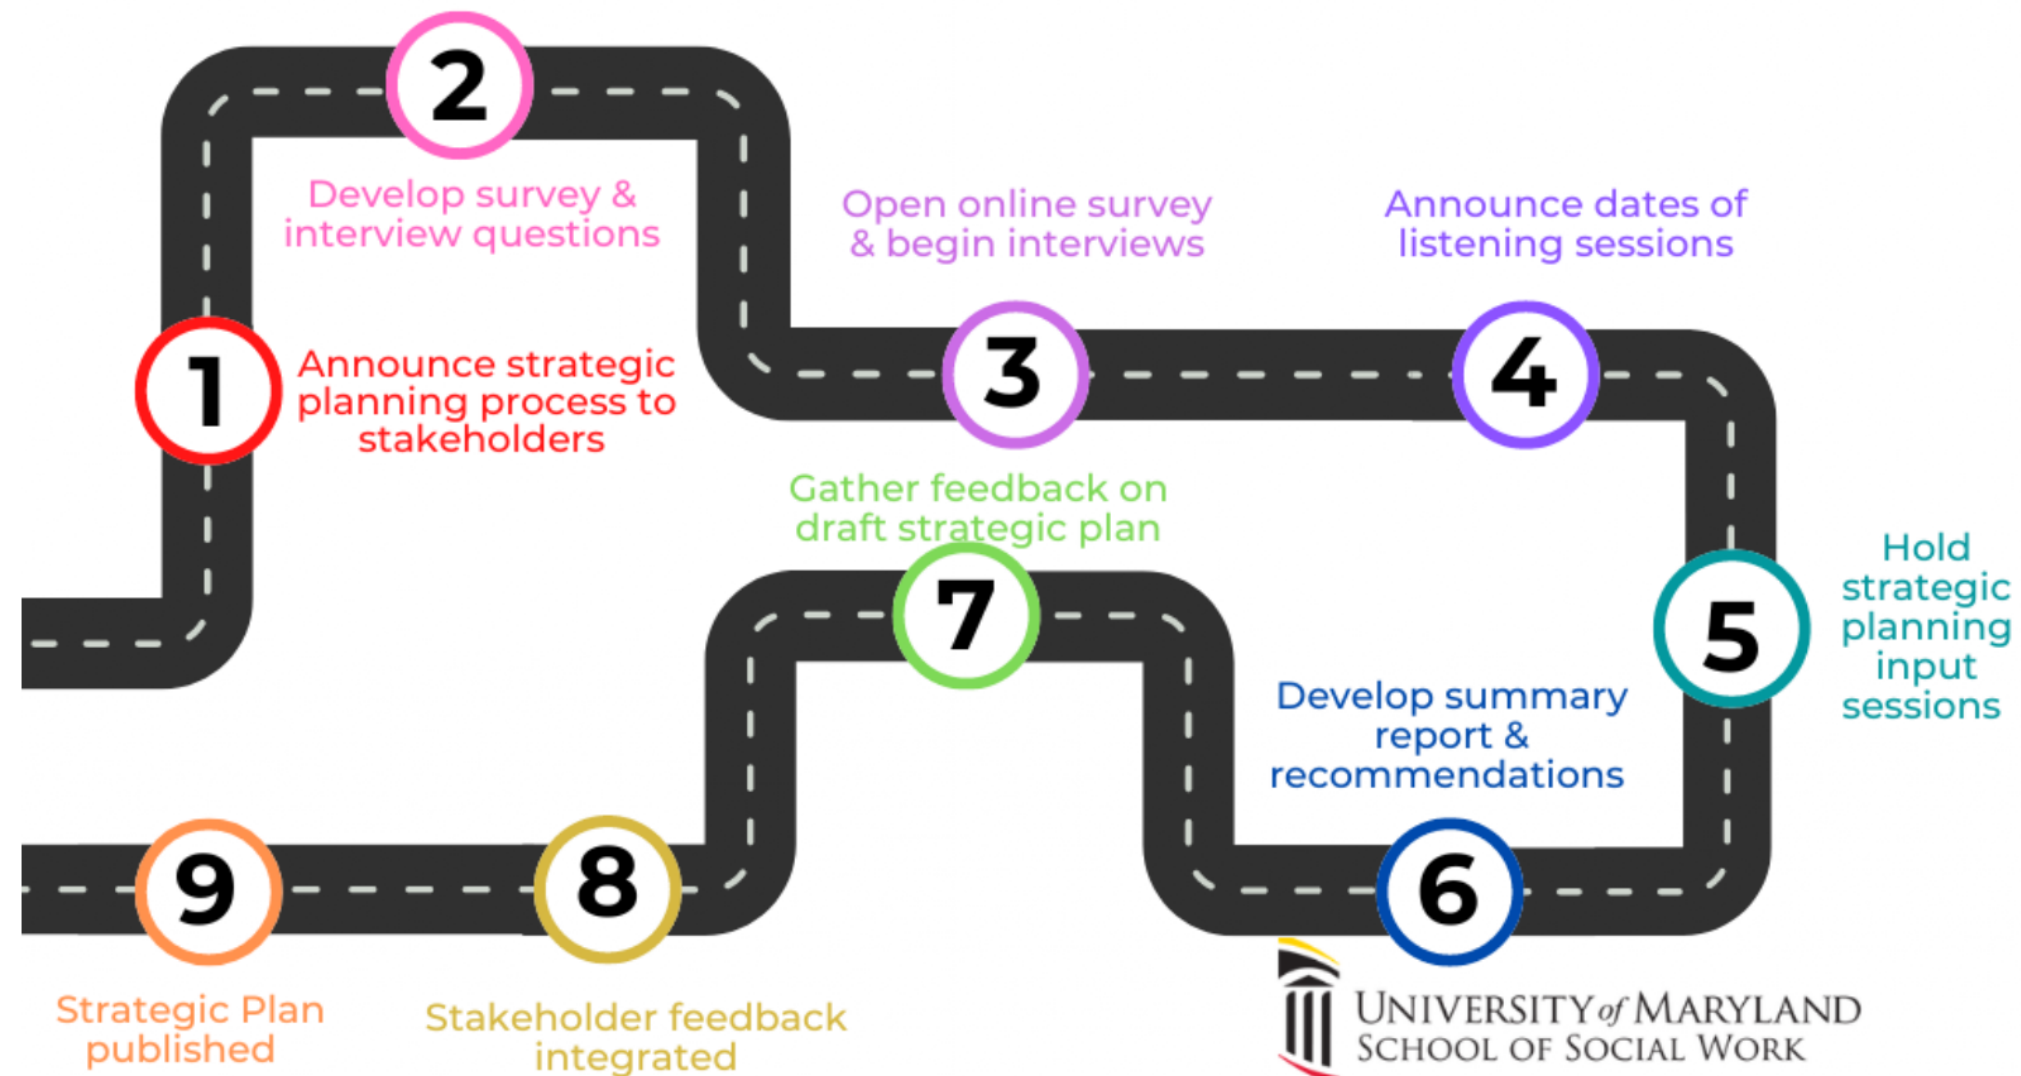 1
Announce strategic
planning process to
stakeholders
2
Develop survey &
interview questions
3
Open online survey
& begin interviews
4
Announce dates of
listening sessions
5
Hold
strategic
planning
input
sessions
6
Develop summary
report &
recommendations
7
Gather feedback on
draft strategic plan
8
Stakeholder feedback
integrated
9
Strategic Plan
published
UNIVERSITY of MARYLAND
SCHOOL OF SOCIAL WORK